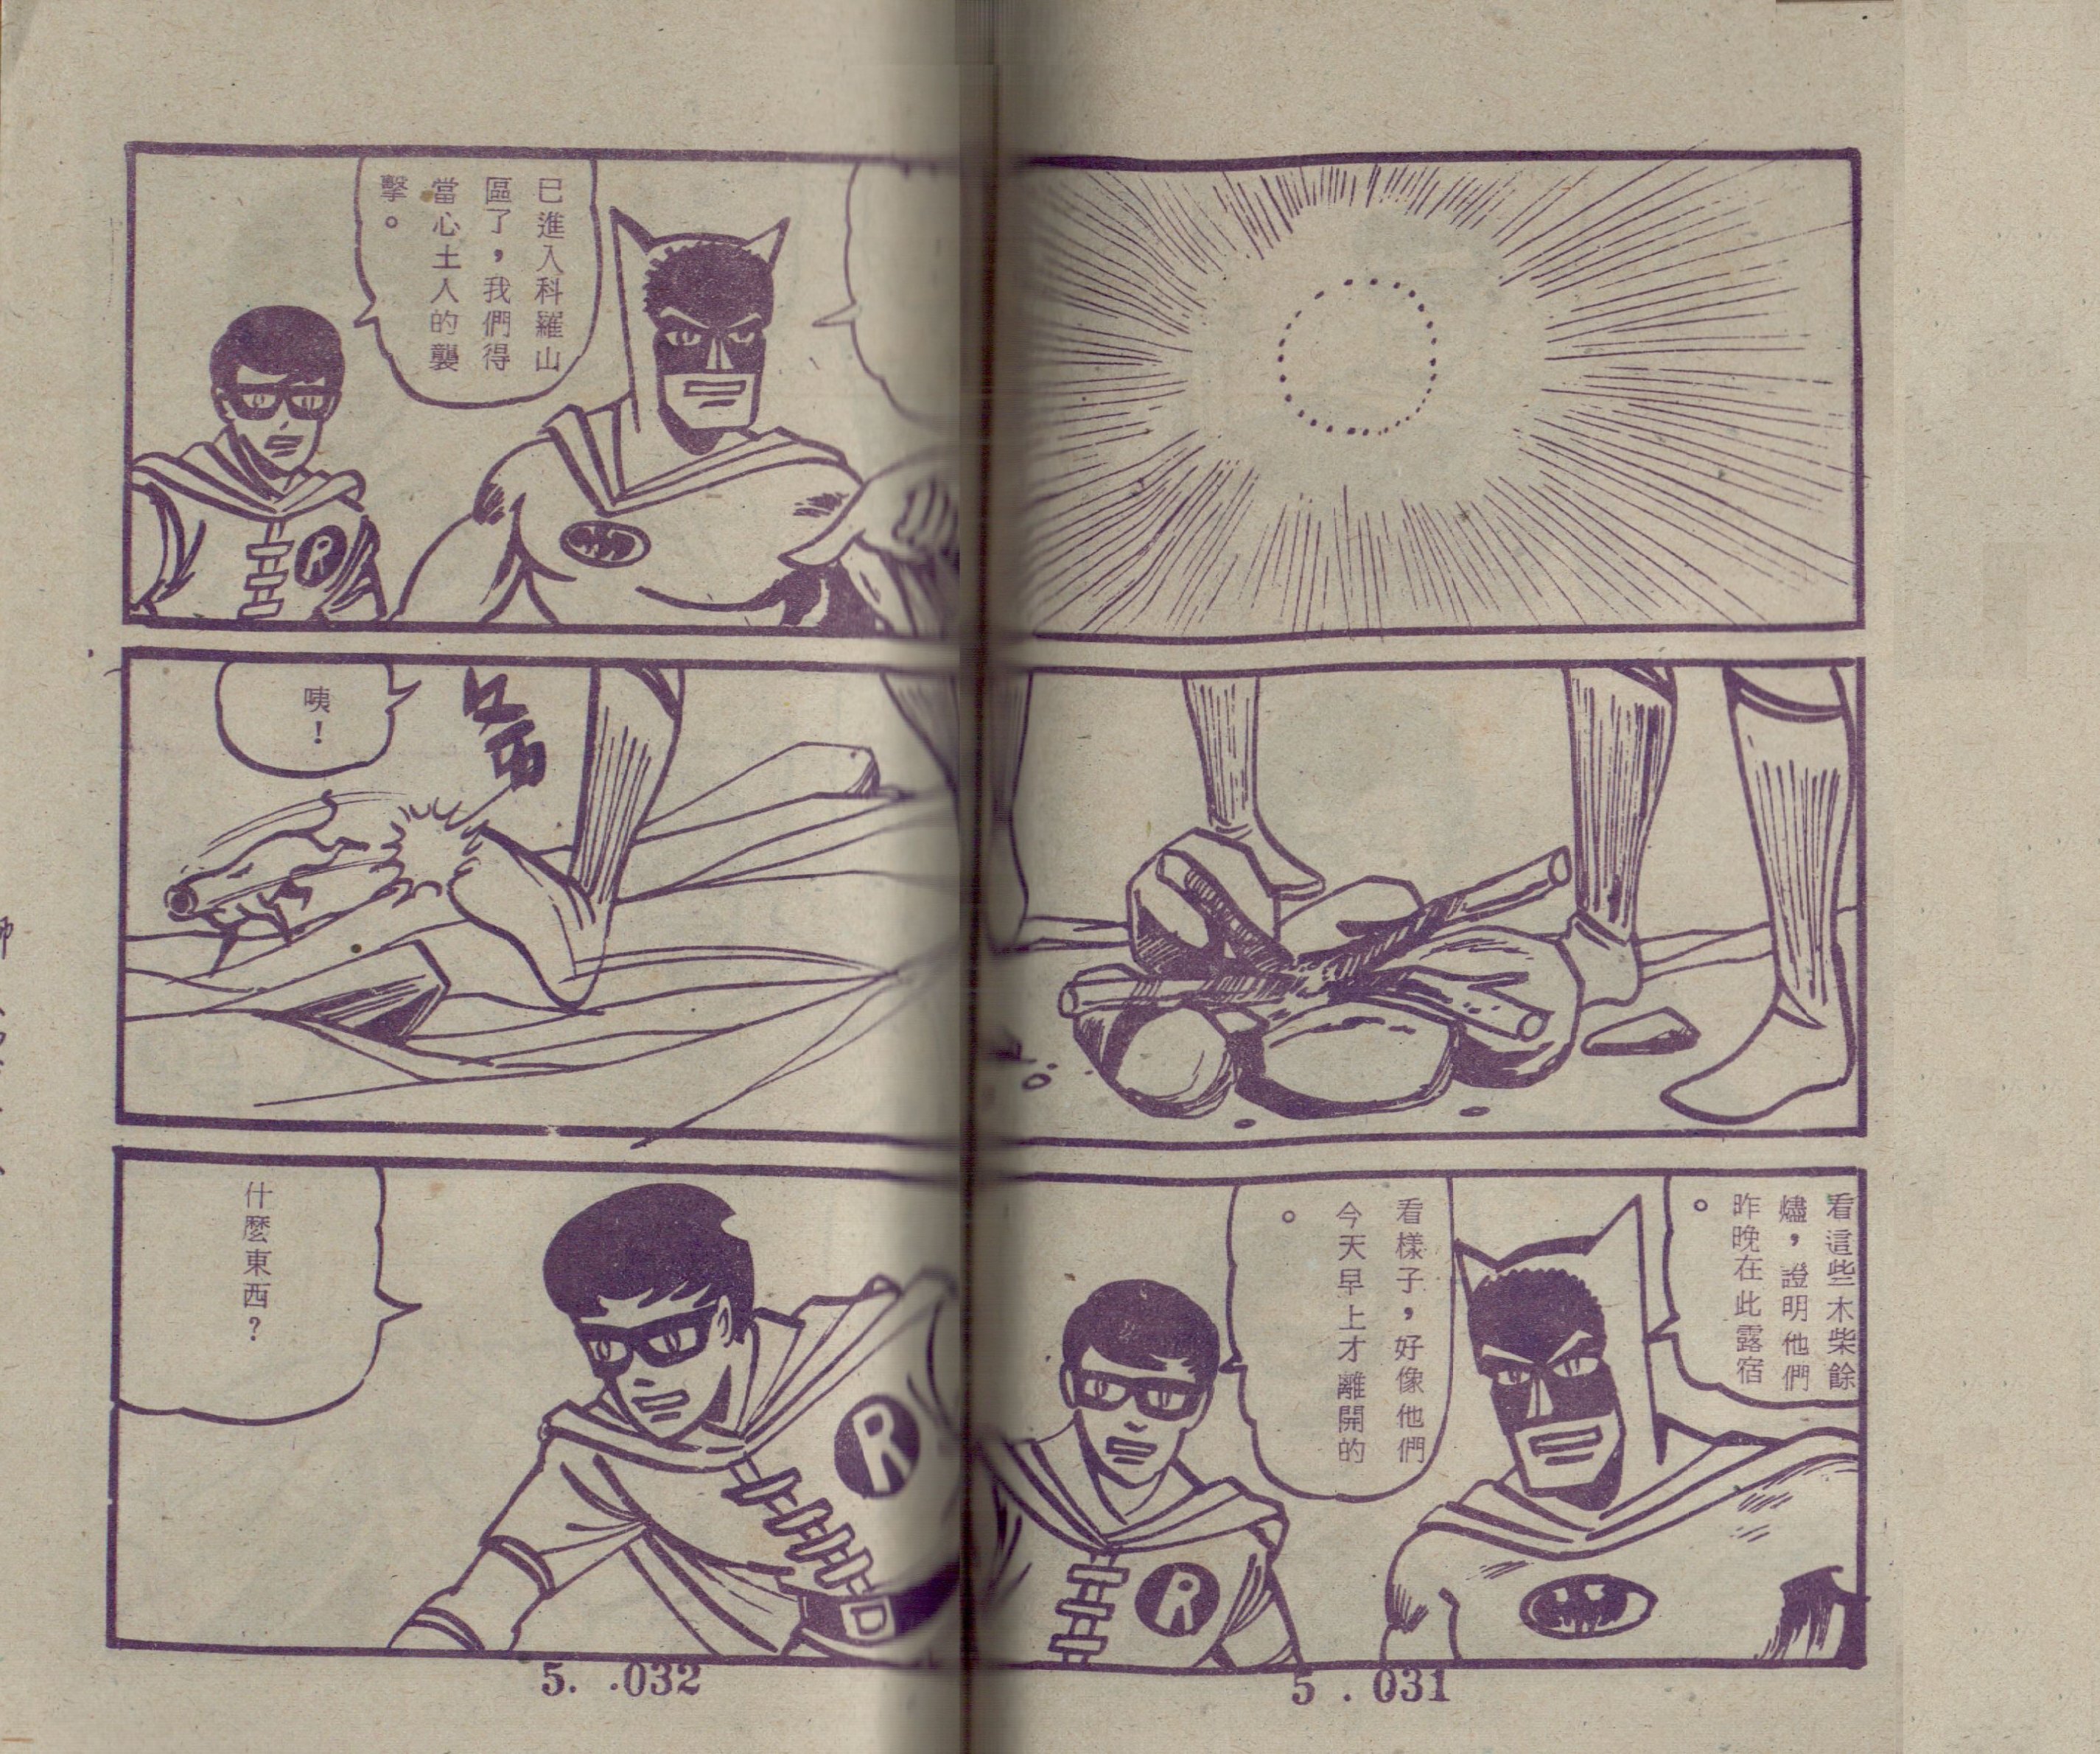 看這些木柴餘
燼，證明他們
昨晚在此露宿
。
看樣子，好像他們
今天早上才離開的
。
R
5 . 031
已進入科羅山
區了，我們得
當心土人的襲
擊。
R
咦！
什麼東西？
R
5. .032